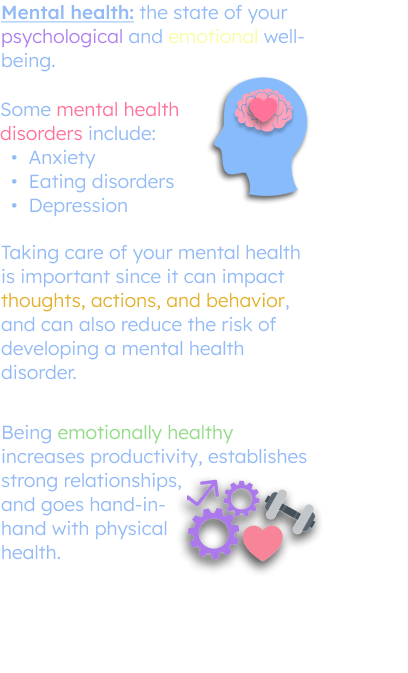 Mental health: the state of your
psychological and emotional well-
being.
Some mental health
disorders include:
• Anxiety
• Eating disorders
• Depression
Taking care of your mental health
is important since it can impact
thoughts, actions, and behavior,
and can also reduce the risk of
developing a mental health
disorder.
Being emotionally healthy
increases productivity, establishes
strong relationships,
and goes hand-in-
hand with physical
health.